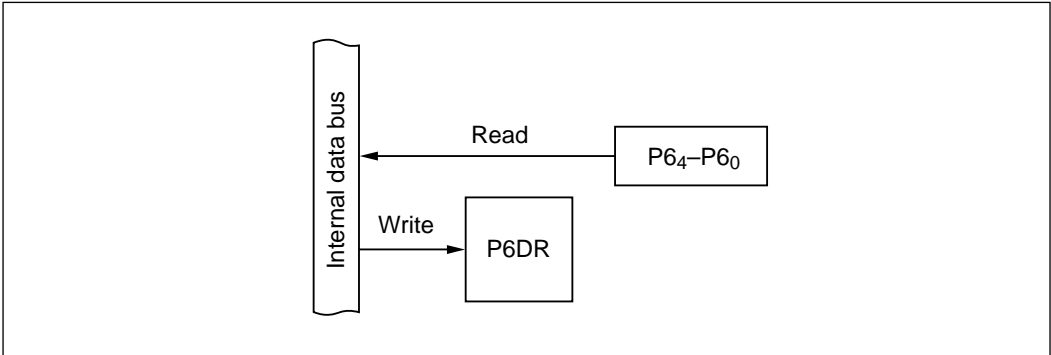 Internal data bus
Read
P6₄–P6₀
Write
P6DR